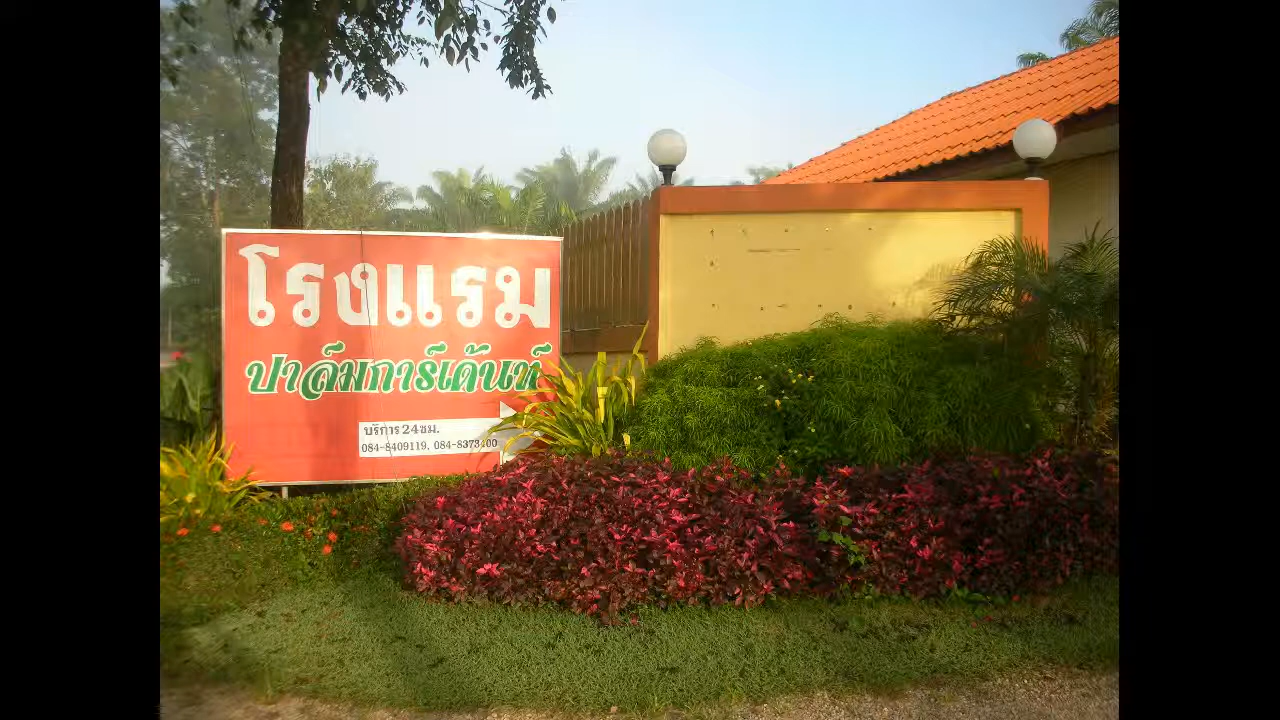 โรงแรม
ปาล์มการ์เด้นท์
บริการ 24 ชม.
084-8409119, 084-8373400